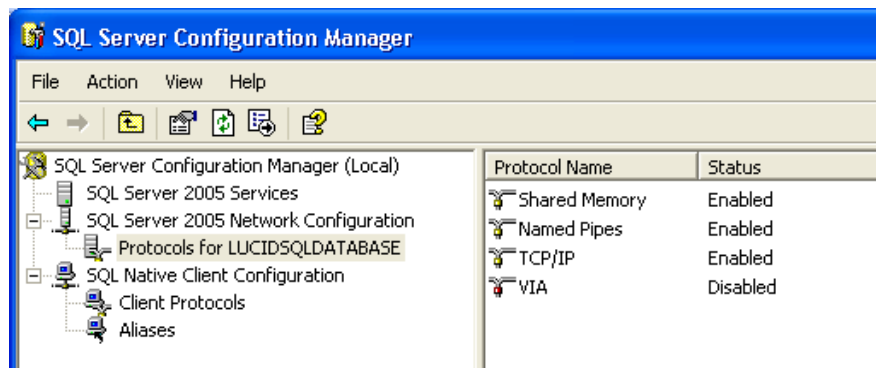 SQL Server Configuration Manager
File Action View Help
SQL Server Configuration Manager (Local)
SQL Server 2005 Services
SQL Server 2005 Network Configuration
Protocols for LUCIDSQLDATABASE
SQL Native Client Configuration
Client Protocols
Aliases
Protocol Name Status
Shared Memory Enabled
Named Pipes Enabled
TCP/IP Enabled
VIA Disabled